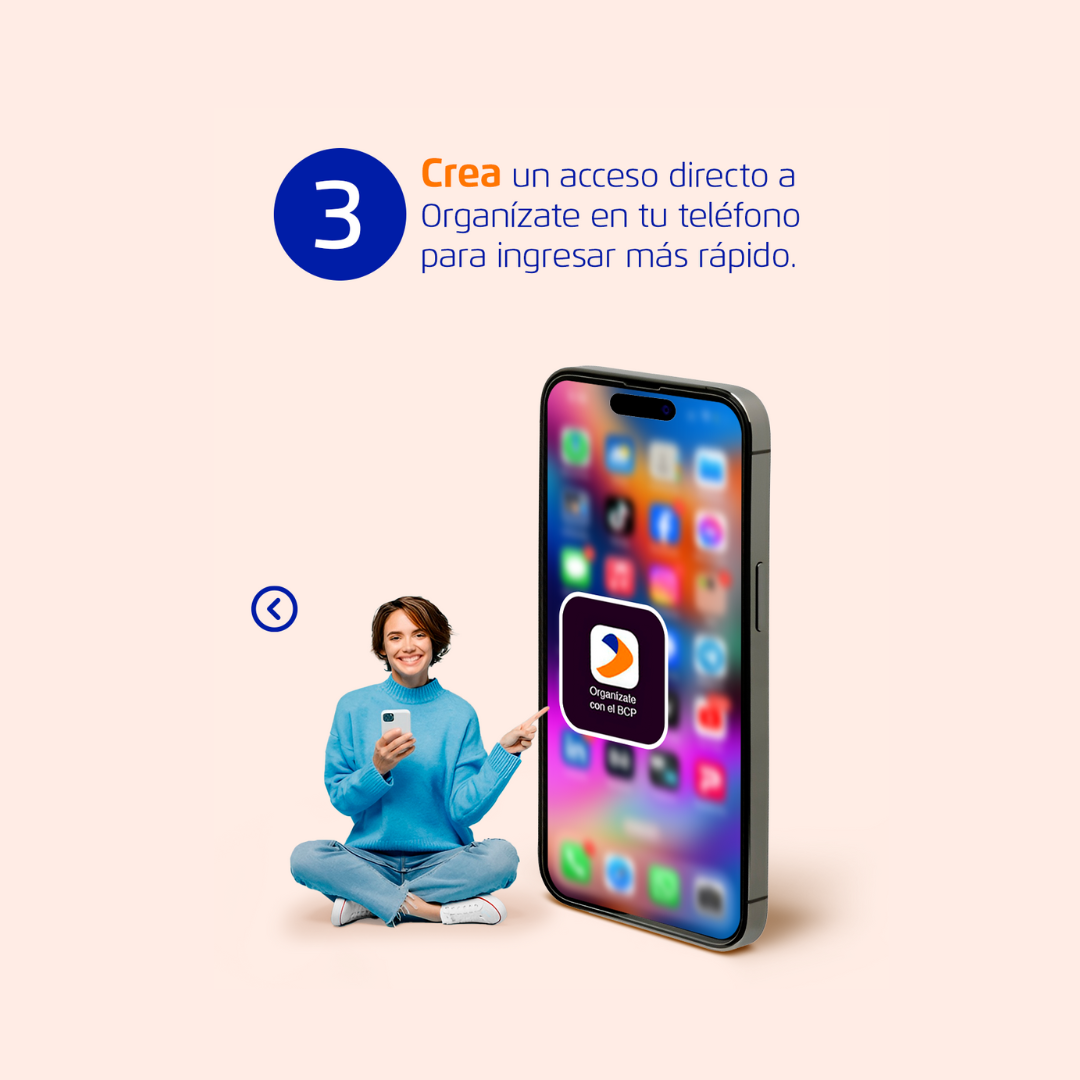 3
Crea un acceso directo a
Organízate en tu teléfono
para ingresar más rápido.
Organízate
con el BCP